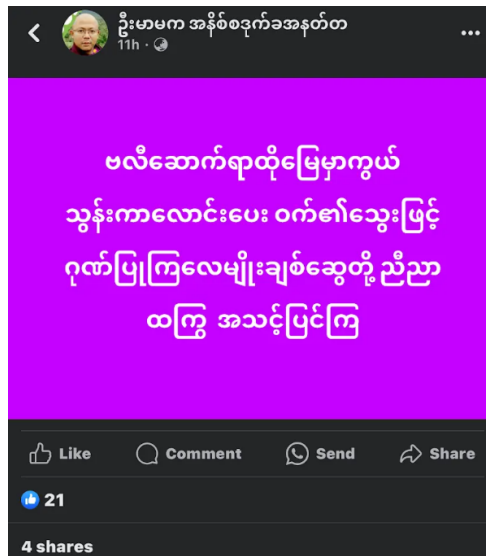 ဦးမာမက အနိစ်စဒုက်ခအနတ်တ
11h ·
ဗလီဆောက်ရာထိုမြေမှာကွယ်
သွန်းကာလောင်းပေး ဝက်၏သွေးဖြင့်
ဂုဏ်ပြုကြလေမျိုးချစ်ဆွေတို့ ညီညာ
ထကြွ အသင့်ပြင်ကြ
Like Comment Send Share
21
4 shares